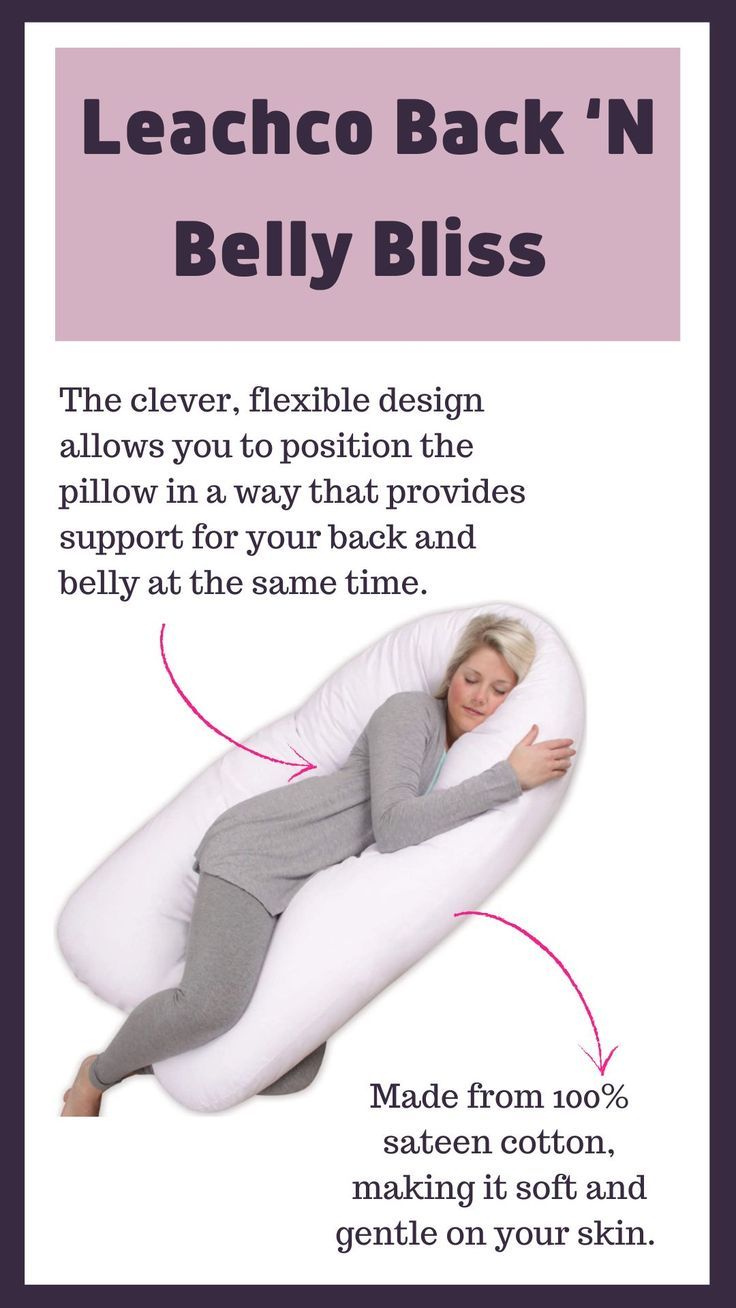 Leachco Back ‘N
Belly Bliss
The clever, flexible design
allows you to position the
pillow in a way that provides
support for your back and
belly at the same time.
Made from 100%
sateen cotton,
making it soft and
gentle on your skin.